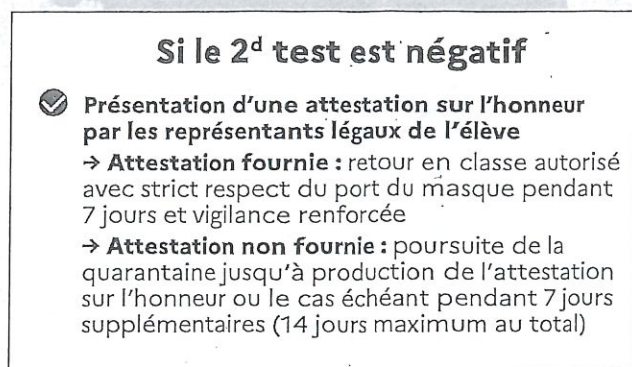 Si le 2d test est négatif
Présentation d'une attestation sur l'honneur
par les représentants légaux de l'élève
→ Attestation fournie : retour en classe autorisé
avec strict respect du port du masque pendant
7 jours et vigilance renforcée
→ Attestation non fournie : poursuite de la
quarantaine jusqu'à production de l'attestation
sur l'honneur ou le cas échéant pendant 7 jours
supplémentaires (14 jours maximum au total)